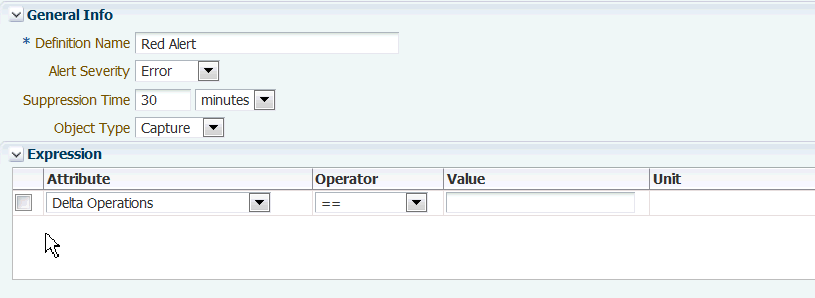 General Info
* Definition Name Red Alert
Alert Severity Error
Suppression Time 30 minutes
Object Type Capture
Expression
Attribute Operator Value Unit
Delta Operations ==